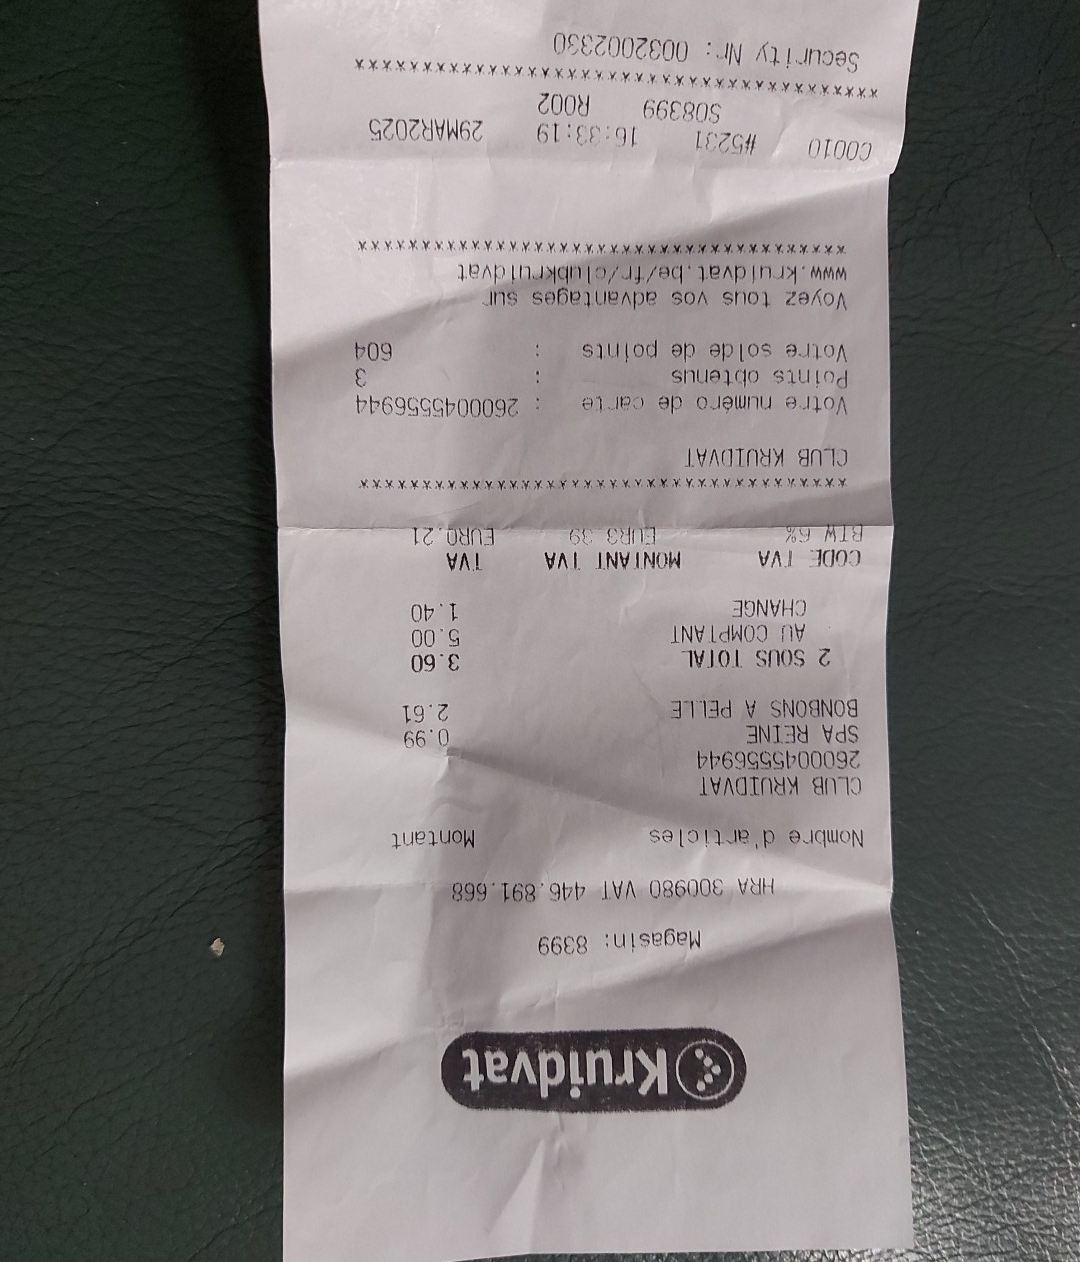 Kruidvat
Magasin: 8399
HRA 300980 VAT 446.891.668
Nombre d'articles Montant
CLUB KRUIDVAT
2600045556944
SPA REINE 0.99
BONBONS A PELLE 2.61
2 SOUS TOTAL 3.60
AU COMPTANT 5.00
CHANGE 1.40
CODE TVA MONTANT TVA TVA
BTW 6% EUR3.39 EUR0.21
***************************************
CLUB KRUIDVAT
Votre numéro de carte : 2600045556944
Points obtenus : 3
Votre solde de points : 604
Voyez tous vos advantages sur
www.kruidvat.be/fr/clubkruidvat
***************************************
C0010 #5231 16:33:19 29MAR2025
S08399 R002
***************************************
Security Nr: 0032002330